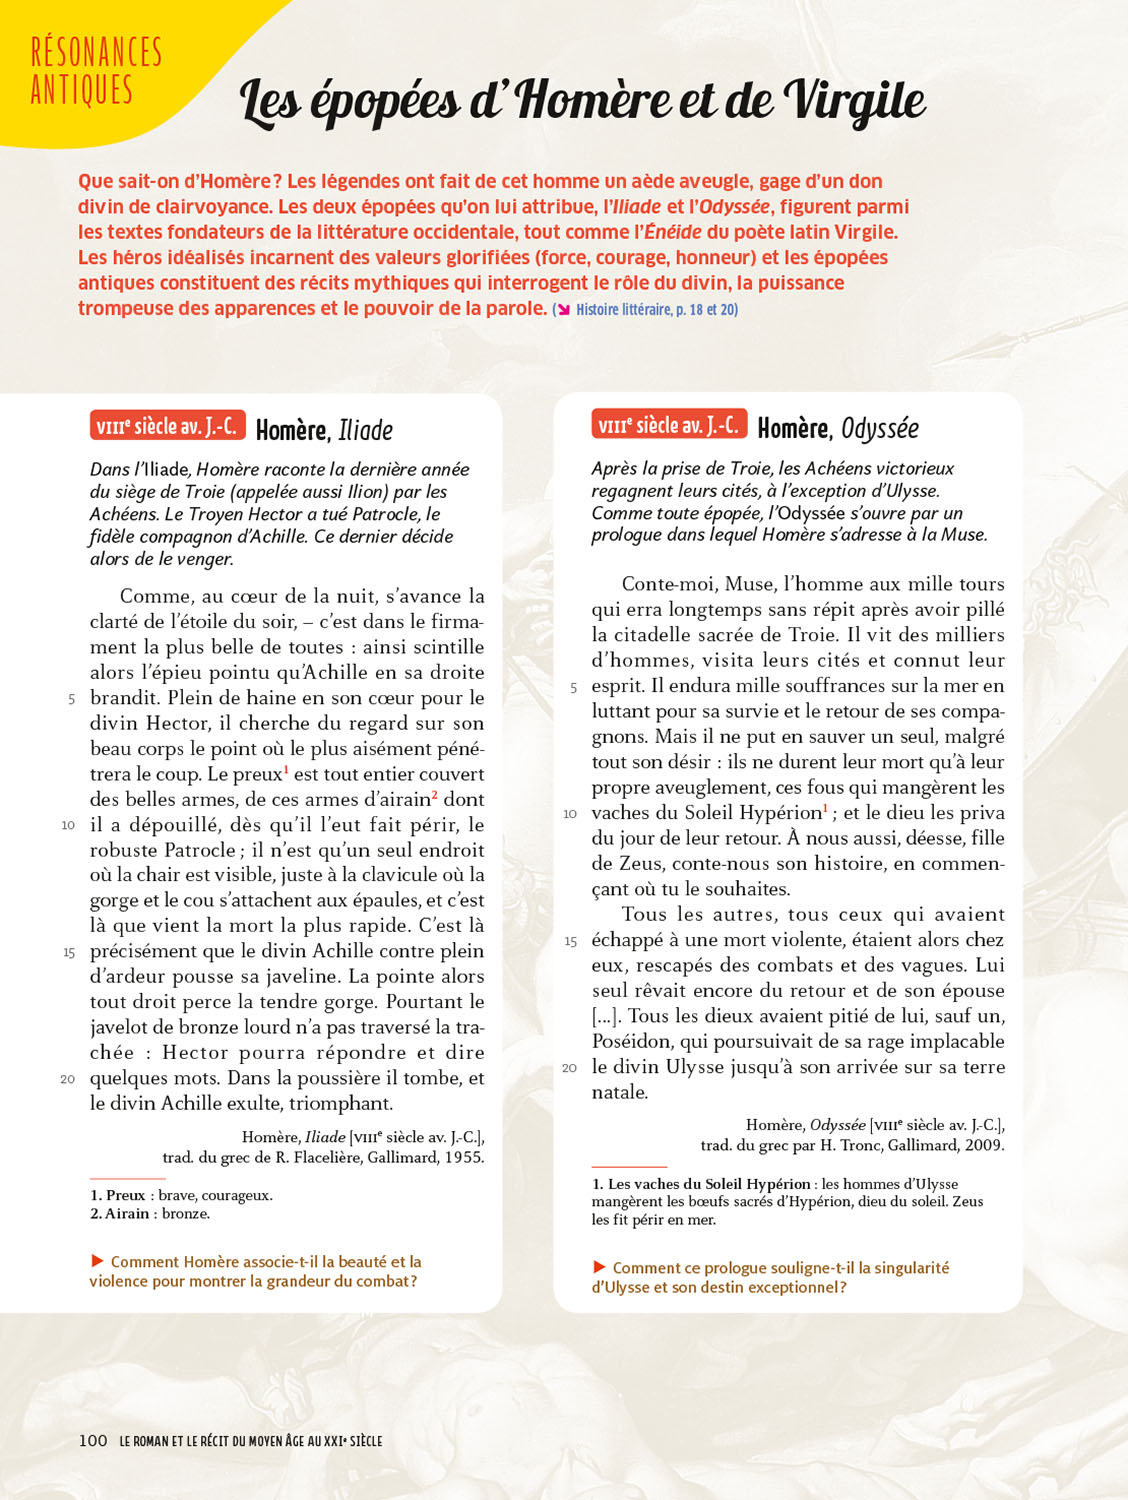 RÉSONANCES
ANTIQUES
Les épopées d'Homère et de Virgile
Que sait-on d'Homère ? Les légendes ont fait de cet homme un aède aveugle, gage d'un don
divin de clairvoyance. Les deux épopées qu'on lui attribue, l'Iliade et l'Odyssée, figurent parmi
les textes fondateurs de la littérature occidentale, tout comme l'Énéide du poète latin Virgile.
Les héros idéalisés incarnent des valeurs glorifiées (force, courage, honneur) et les épopées
antiques constituent des récits mythiques qui interrogent le rôle du divin, la puissance
trompeuse des apparences et le pouvoir de la parole. (↘ Histoire littéraire, p. 18 et 20)
VIIIe siècle av. J.-C. Homère, Iliade
Dans l'Iliade, Homère raconte la dernière année
du siège de Troie (appelée aussi Ilion) par les
Achéens. Le Troyen Hector a tué Patrocle, le
fidèle compagnon d'Achille. Ce dernier décide
alors de le venger.
Comme, au cœur de la nuit, s'avance la
clarté de l'étoile du soir, – c'est dans le firma-
ment la plus belle de toutes : ainsi scintille
alors l'épieu pointu qu'Achille en sa droite
5 brandit. Plein de haine en son cœur pour le
divin Hector, il cherche du regard sur son
beau corps le point où le plus aisément péné-
trera le coup. Le preux1 est tout entier couvert
des belles armes, de ces armes d'airain2 dont
10 il a dépouillé, dès qu'il l'eut fait périr, le
robuste Patrocle ; il n'est qu'un seul endroit
où la chair est visible, juste à la clavicule où la
gorge et le cou s'attachent aux épaules, et c'est
là que vient la mort la plus rapide. C'est là
15 précisément que le divin Achille contre plein
d'ardeur pousse sa javeline. La pointe alors
tout droit perce la tendre gorge. Pourtant le
javelot de bronze lourd n'a pas traversé la tra-
chée : Hector pourra répondre et dire
20 quelques mots. Dans la poussière il tombe, et
le divin Achille exulte, triomphant.
Homère, Iliade [VIIIe siècle av. J.-C.],
trad. du grec de R. Flacelière, Gallimard, 1955.
1. Preux : brave, courageux.
2. Airain : bronze.
► Comment Homère associe-t-il la beauté et la
violence pour montrer la grandeur du combat ?
VIIIe siècle av. J.-C. Homère, Odyssée
Après la prise de Troie, les Achéens victorieux
regagnent leurs cités, à l'exception d'Ulysse.
Comme toute épopée, l'Odyssée s'ouvre par un
prologue dans lequel Homère s'adresse à la Muse.
Conte-moi, Muse, l'homme aux mille tours
qui erra longtemps sans répit après avoir pillé
la citadelle sacrée de Troie. Il vit des milliers
d'hommes, visita leurs cités et connut leur
5 esprit. Il endura mille souffrances sur la mer en
luttant pour sa survie et le retour de ses compa-
gnons. Mais il ne put en sauver un seul, malgré
tout son désir : ils ne durent leur mort qu'à leur
propre aveuglement, ces fous qui mangèrent les
10 vaches du Soleil Hypérion1 ; et le dieu les priva
du jour de leur retour. À nous aussi, déesse, fille
de Zeus, conte-nous son histoire, en commen-
çant où tu le souhaites.
Tous les autres, tous ceux qui avaient
15 échappé à une mort violente, étaient alors chez
eux, rescapés des combats et des vagues. Lui
seul rêvait encore du retour et de son épouse
[...]. Tous les dieux avaient pitié de lui, sauf un,
Poséidon, qui poursuivait de sa rage implacable
20 le divin Ulysse jusqu'à son arrivée sur sa terre
natale.
Homère, Odyssée [VIIIe siècle av. J.-C.],
trad. du grec par H. Tronc, Gallimard, 2009.
1. Les vaches du Soleil Hypérion : les hommes d'Ulysse
mangèrent les bœufs sacrés d'Hypérion, dieu du soleil. Zeus
les fit périr en mer.
► Comment ce prologue souligne-t-il la singularité
d'Ulysse et son destin exceptionnel ?
100 LE ROMAN ET LE RÉCIT DU MOYEN ÂGE AU XXIe SIÈCLE